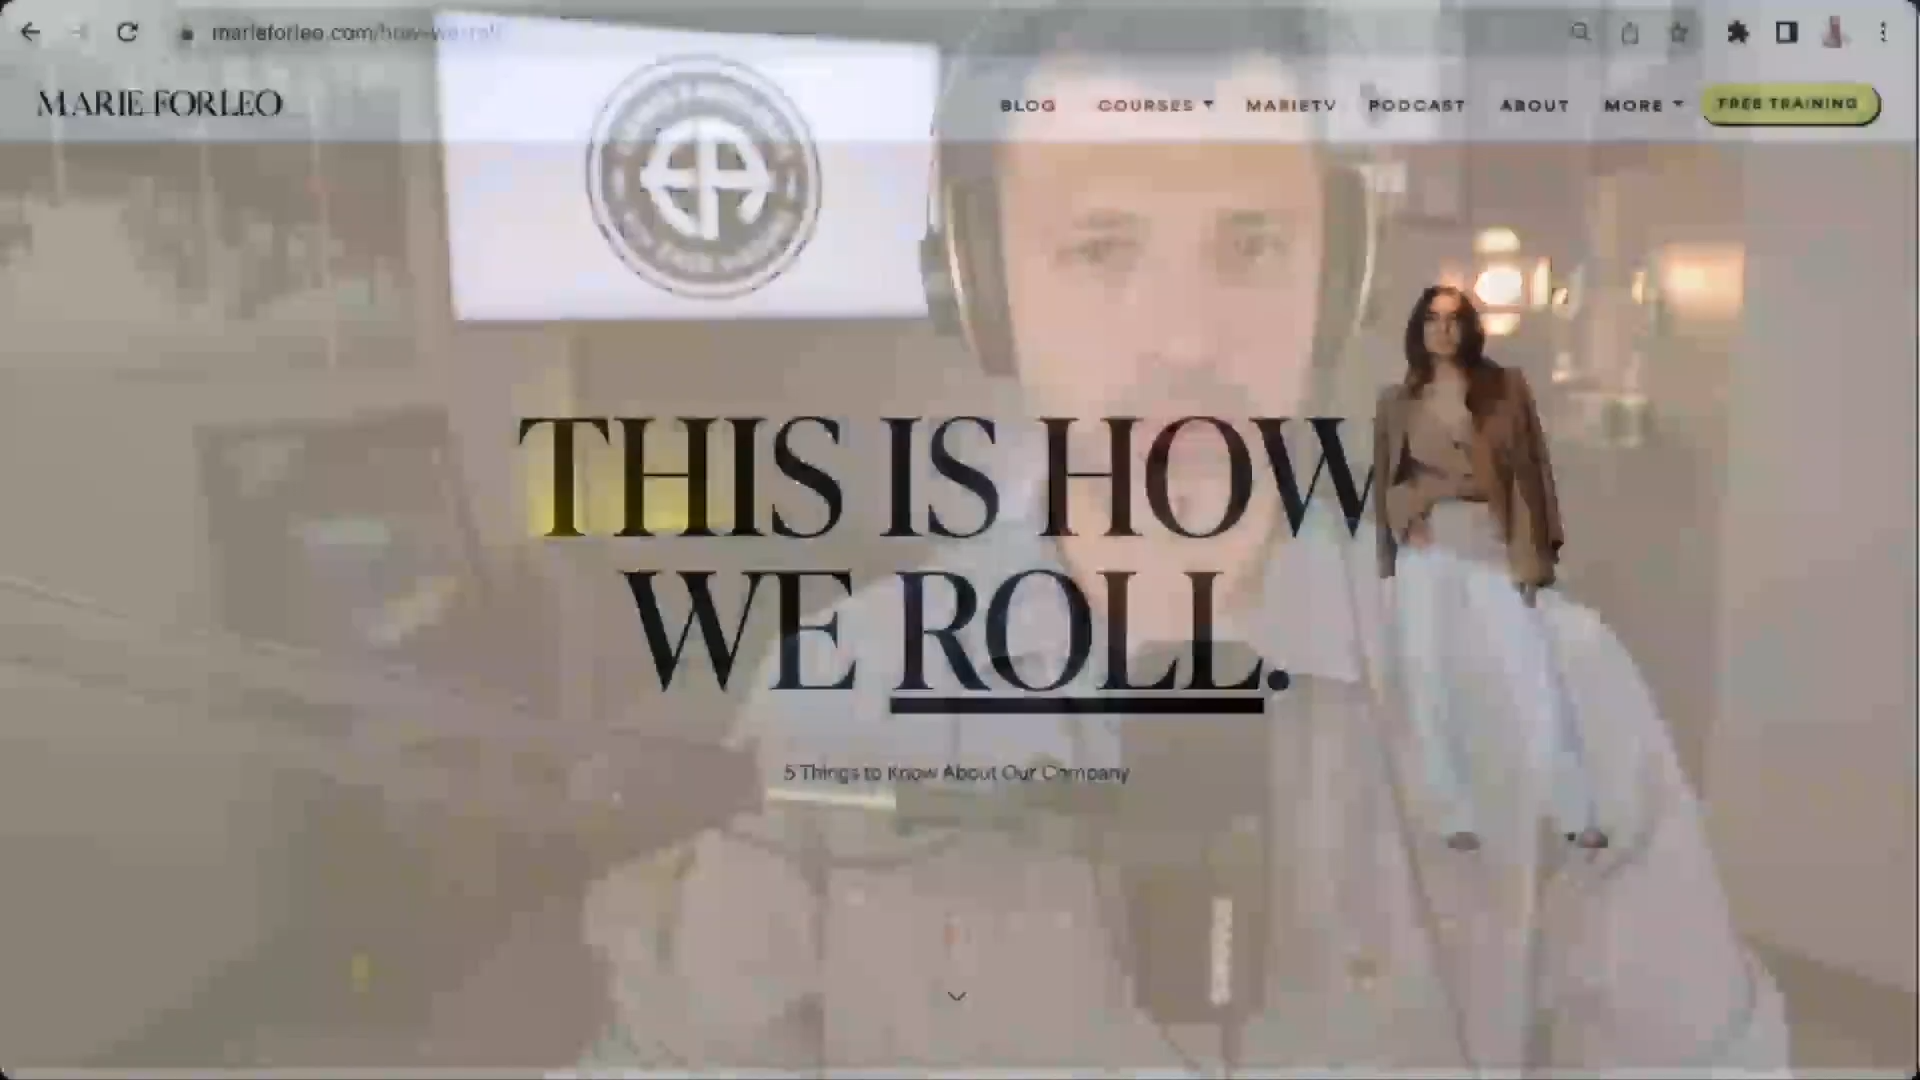 marieforleo.com/how-we-roll
MARIE FORLEO
BLOG
COURSES
MARIETV
PODCAST
ABOUT
MORE
FREE TRAINING
THIS IS HOW
WE ROLL.
5 Things to Know About Our Company